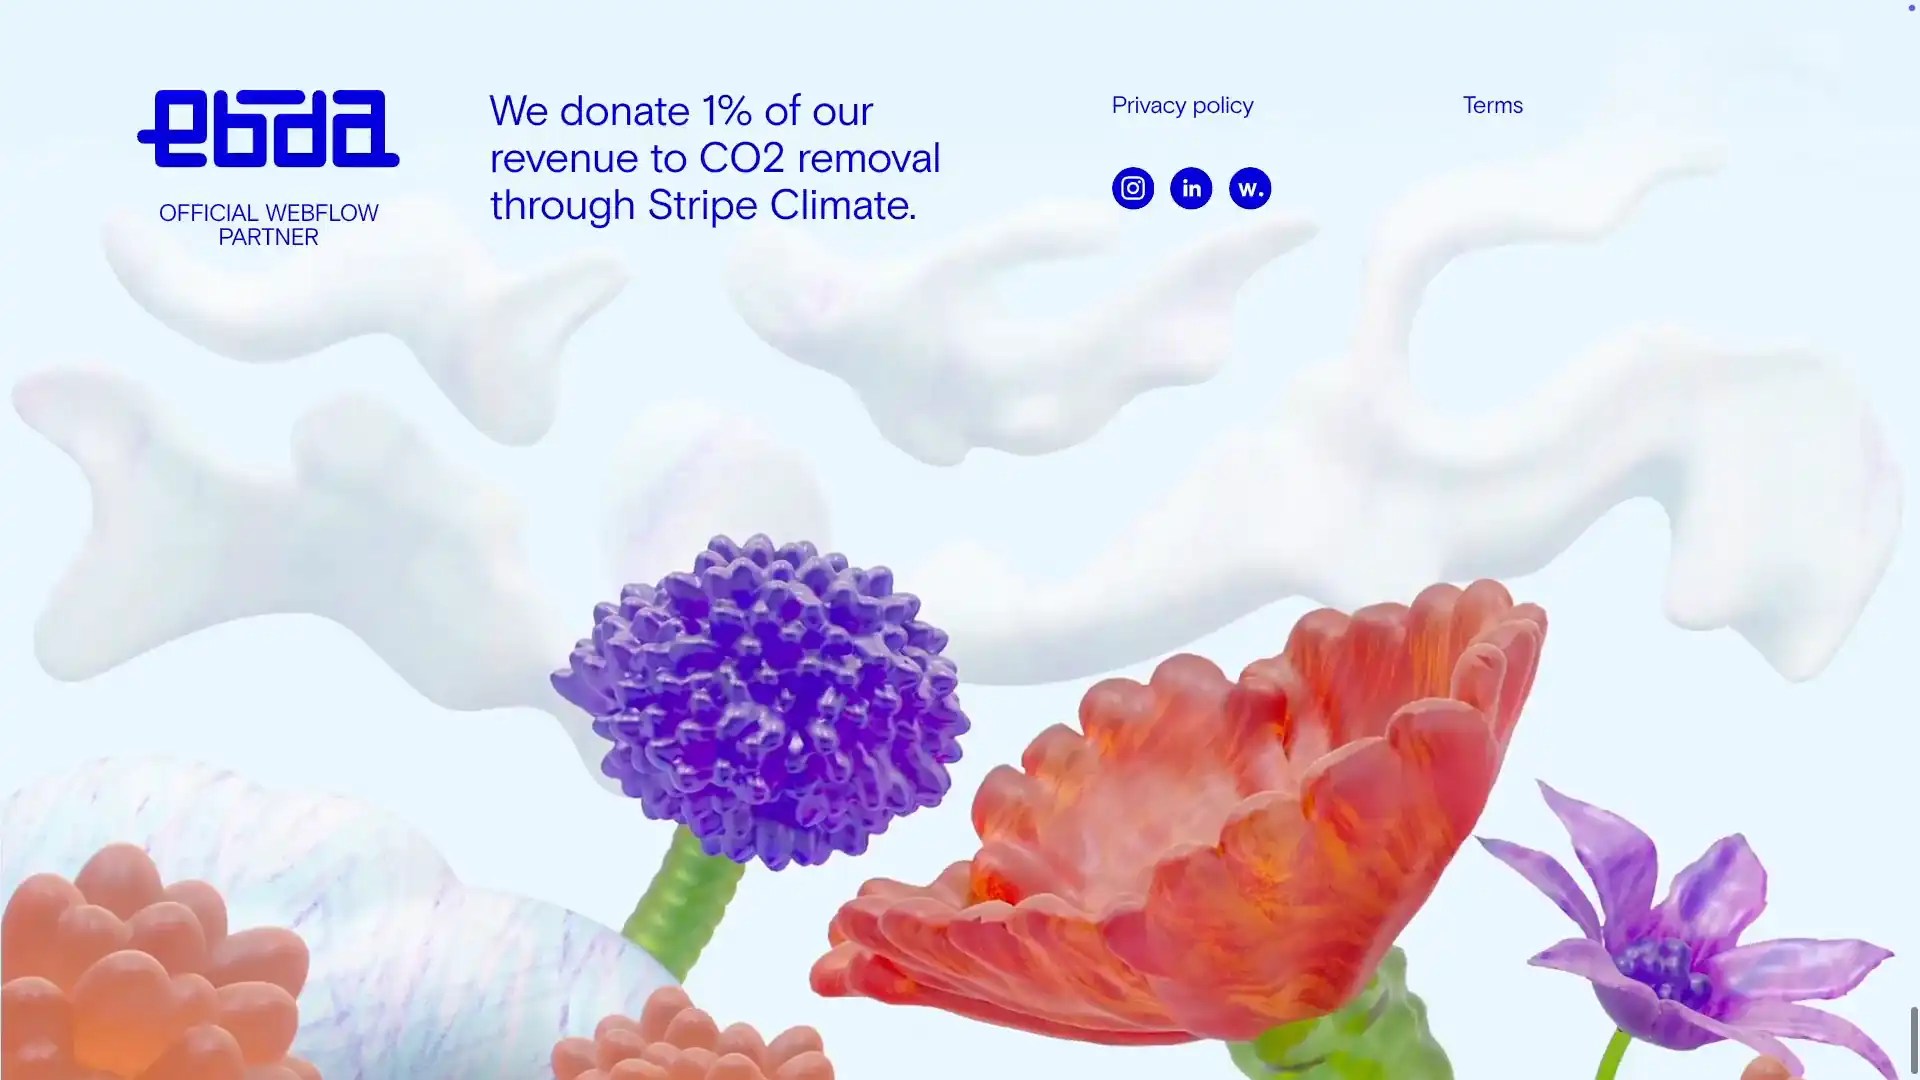 ebda
OFFICIAL WEBFLOW
PARTNER
We donate 1% of our
revenue to CO2 removal
through Stripe Climate.
Privacy policy
Terms
in
w.